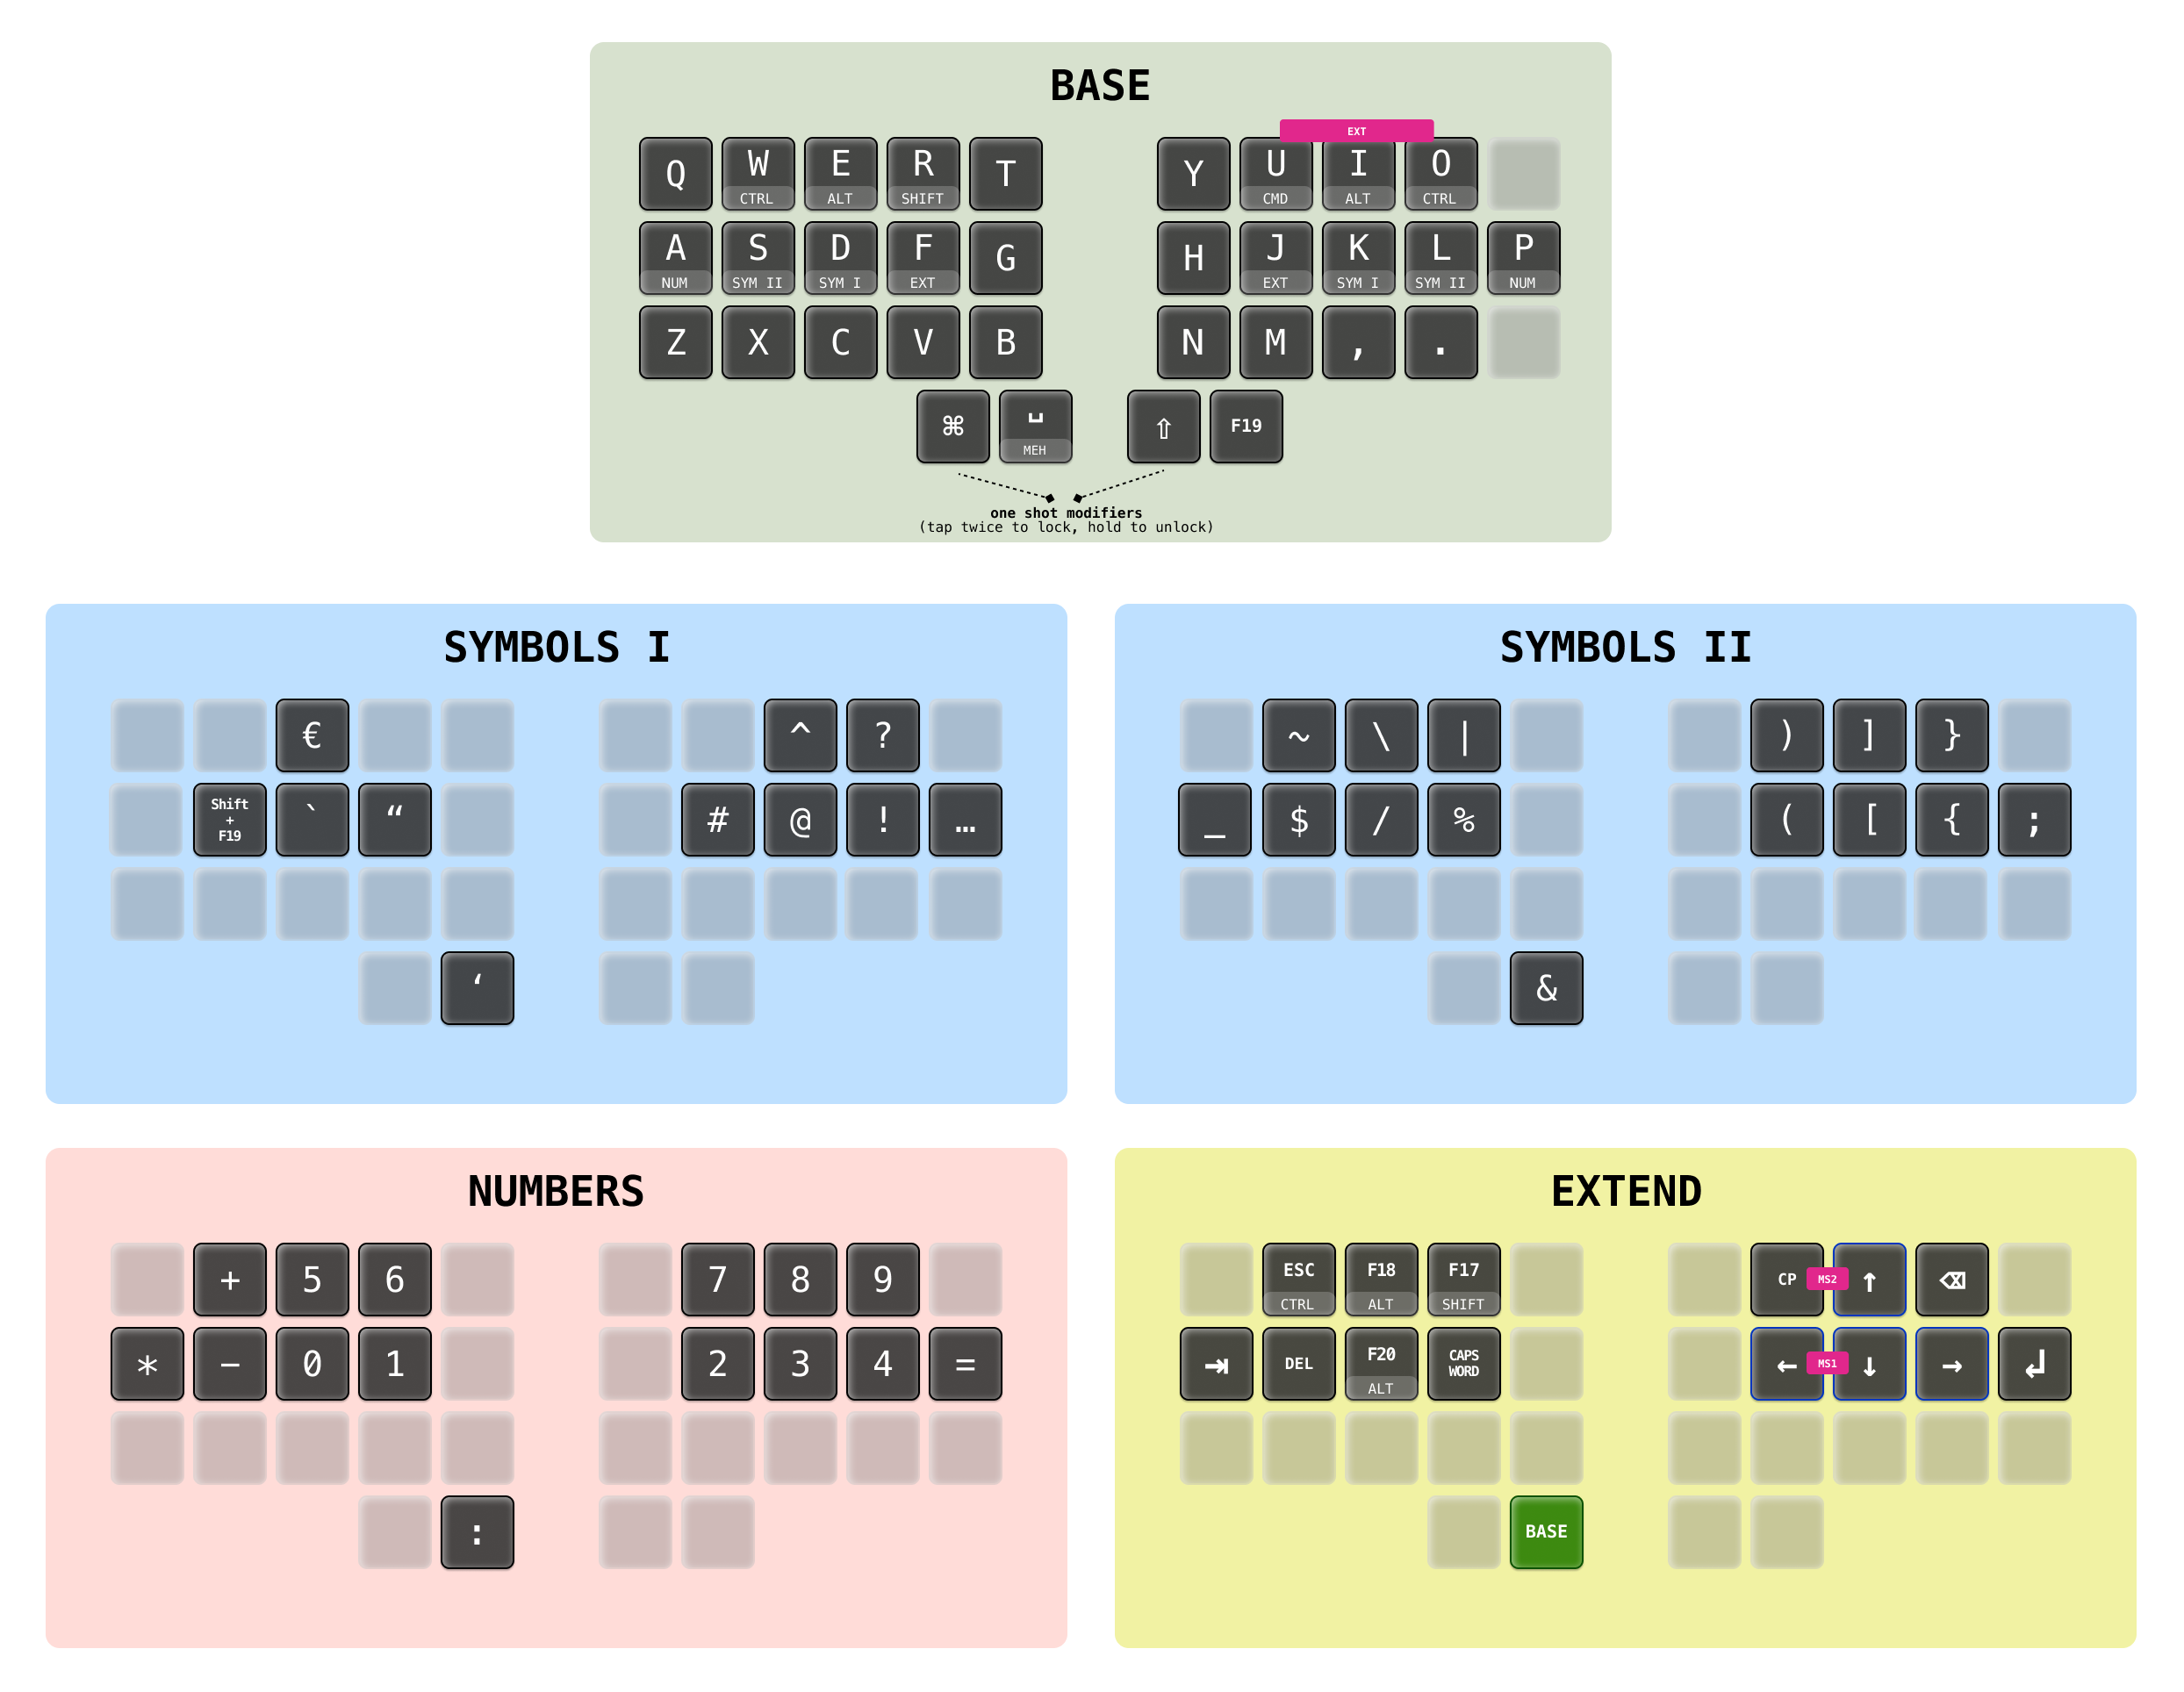 BASE
EXT
Q W E R T Y U I O
CTRL ALT SHIFT CMD ALT CTRL
A S D F G H J K L P
NUM SYM II SYM I EXT EXT SYM I SYM II NUM
Z X C V B N M , .
⌘ ␣ ⇧ F19
MEH
one shot modifiers
(tap twice to lock, hold to unlock)
SYMBOLS I
€ ^ ?
Shift
+
F19
` “ # @ ! …
‘
SYMBOLS II
~ \ | ) ] }
_ $ / % ( [ { ;
&
NUMBERS
+ 5 6 7 8 9
* − 0 1 2 3 4 =
:
EXTEND
ESC F18 F17 CP MS2 ↑ ⌫
CTRL ALT SHIFT
⇥ DEL F20 CAPS WORD ← MS1 ↓ → ↲
ALT
BASE